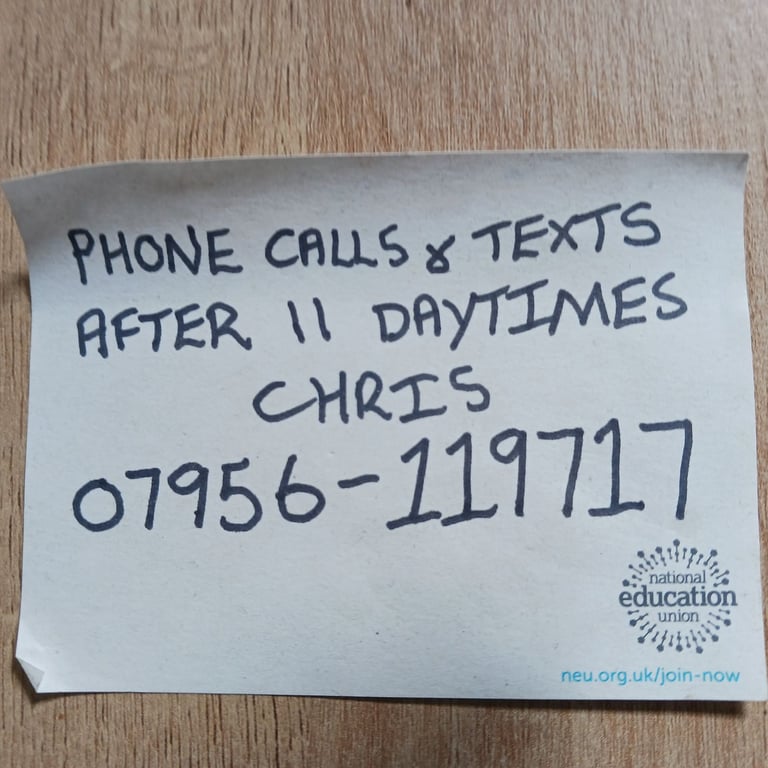 PHONE CALLS & TEXTS
AFTER 11 DAYTIMES
CHRIS
07956-119717
national
education
union
neu.org.uk/join-now